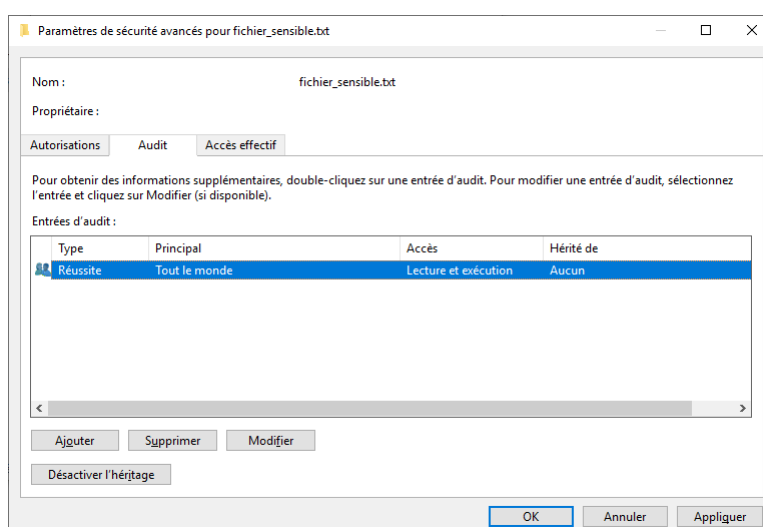 Paramètres de sécurité avancés pour fichier_sensible.txt
Nom : fichier_sensible.txt
Propriétaire :
Autorisations Audit Accès effectif
Pour obtenir des informations supplémentaires, double-cliquez sur une entrée d'audit. Pour modifier une entrée d'audit, sélectionnez
l'entrée et cliquez sur Modifier (si disponible).
Entrées d'audit :
Type Principal Accès Hérité de
Réussite Tout le monde Lecture et exécution Aucun
Ajouter Supprimer Modifier
Désactiver l'héritage
OK Annuler Appliquer